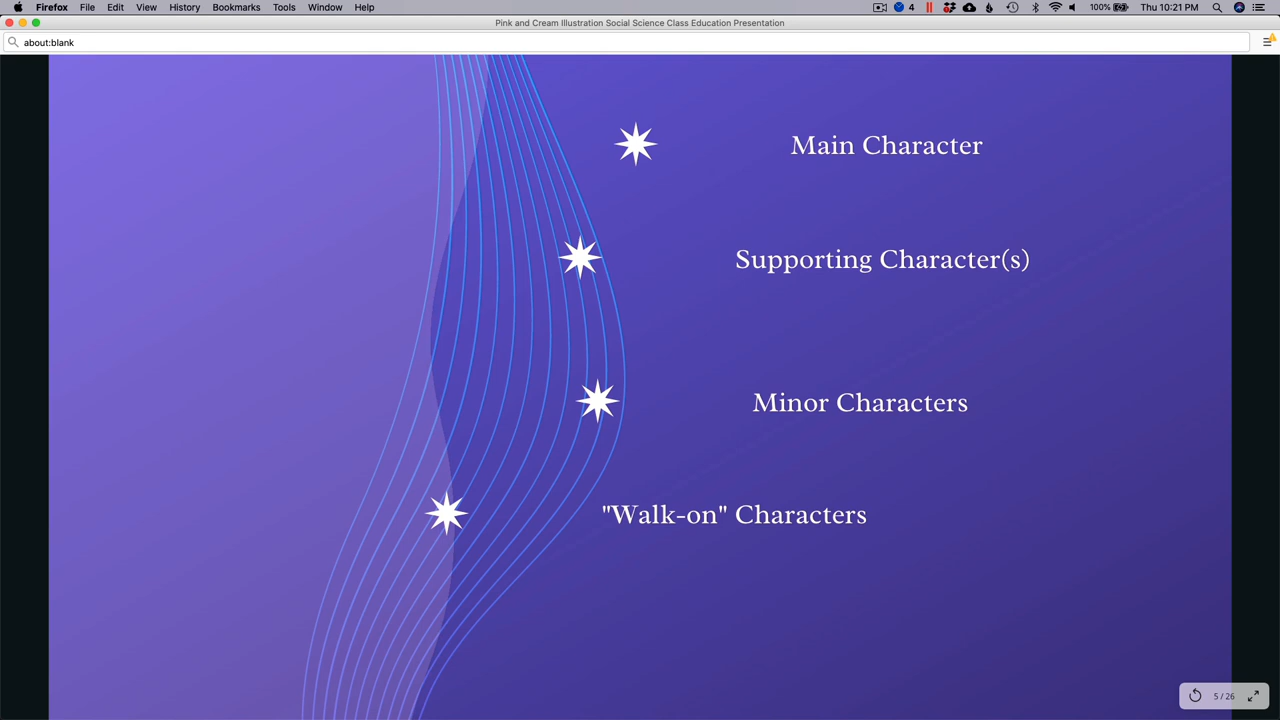 Firefox File Edit View History Bookmarks Tools Window Help 4 100% Thu 10:21 PM
Pink and Cream Illustration Social Science Class Education Presentation
about:blank
Main Character
Supporting Character(s)
Minor Characters
"Walk-on" Characters
5 / 26